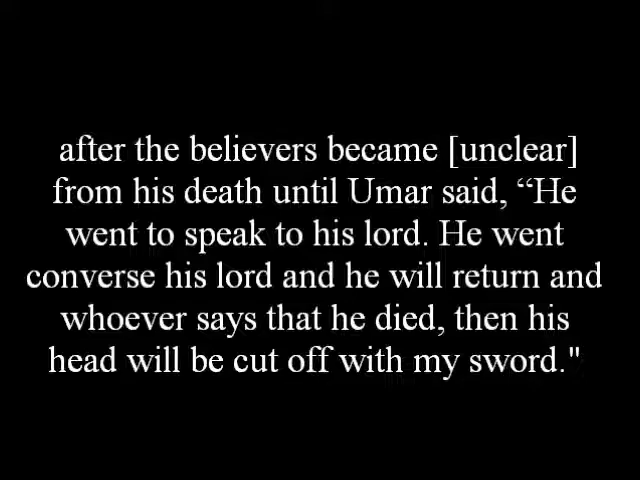 after the believers became [unclear]
from his death until Umar said, “He
went to speak to his lord. He went
converse his lord and he will return and
whoever says that he died, then his
head will be cut off with my sword."